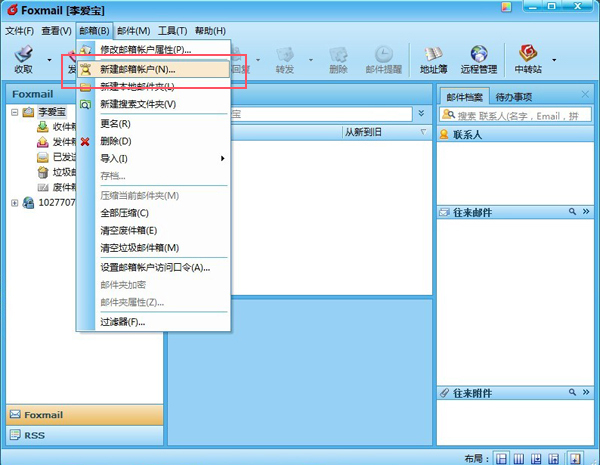 Foxmail [李爱宝]
文件(F) 查看(V) 邮箱(B) 邮件(M) 工具(T) 帮助(H)
收取 发 回复 转发 删除 邮件提醒 地址簿 远程管理 中转站
修改邮箱帐户属性(P)...
新建邮箱帐户(N)...
新建本地邮件夹(L)
新建搜索文件夹(V)
更名(R)
删除(D)
导入(I)
存档...
压缩当前邮件夹(M)
全部压缩(C)
清空废件箱(E)
清空垃圾邮件箱(M)
设置邮箱帐户访问口令(A)...
邮件夹加密
邮件夹属性(Z)...
过滤器(F)...
Foxmail
李爱宝
收件箱
发件箱
已发送
垃圾邮
废件箱
1027707
宝
从新到旧
邮件档案 待办事项
搜索 联系人(名字, Email, 拼
联系人
往来邮件
往来附件
Foxmail
RSS
布局: